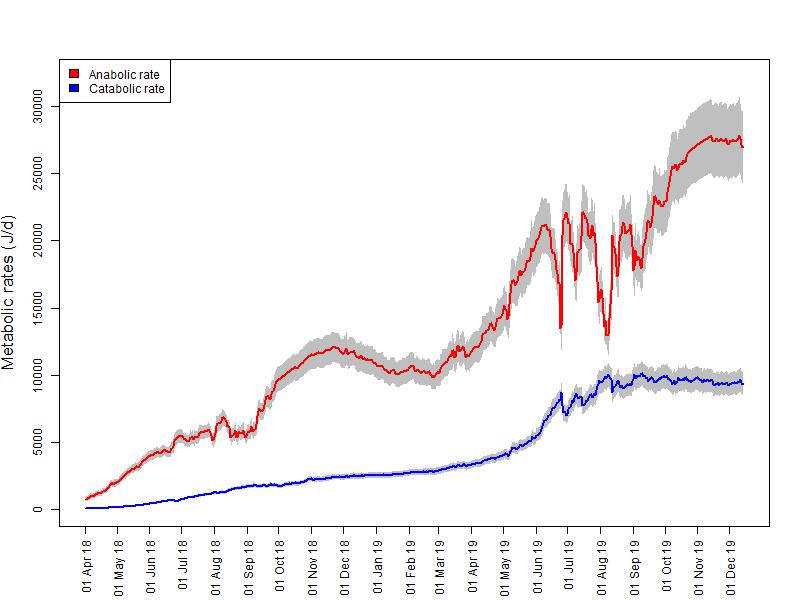 Anabolic rate
Catabolic rate
Metabolic rates (J/d)
30000
25000
20000
15000
10000
5000
0
01 Apr 18
01 May 18
01 Jun 18
01 Jul 18
01 Aug 18
01 Sep 18
01 Oct 18
01 Nov 18
01 Dec 18
01 Jan 19
01 Feb 19
01 Mar 19
01 Apr 19
01 May 19
01 Jun 19
01 Jul 19
01 Aug 19
01 Sep 19
01 Oct 19
01 Nov 19
01 Dec 19